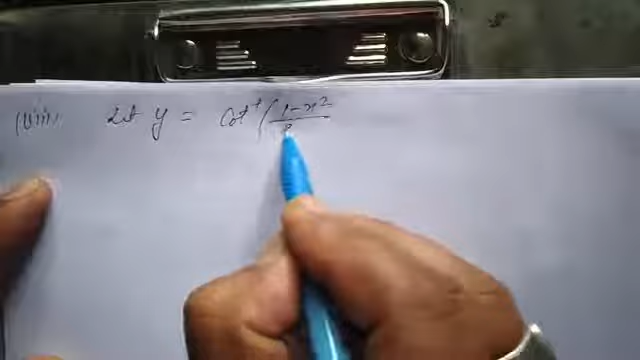 (viii) Let y = Cot⁻¹ (1-x²/